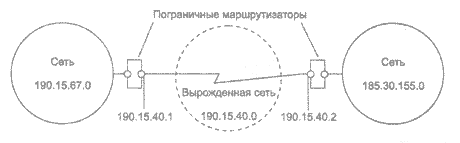 Пограничные маршрутизаторы
Сеть
190.15.67.0
Вырожденная сеть
190.15.40.1
190.15.40.0
190.15.40.2
Сеть
185.30.155.0